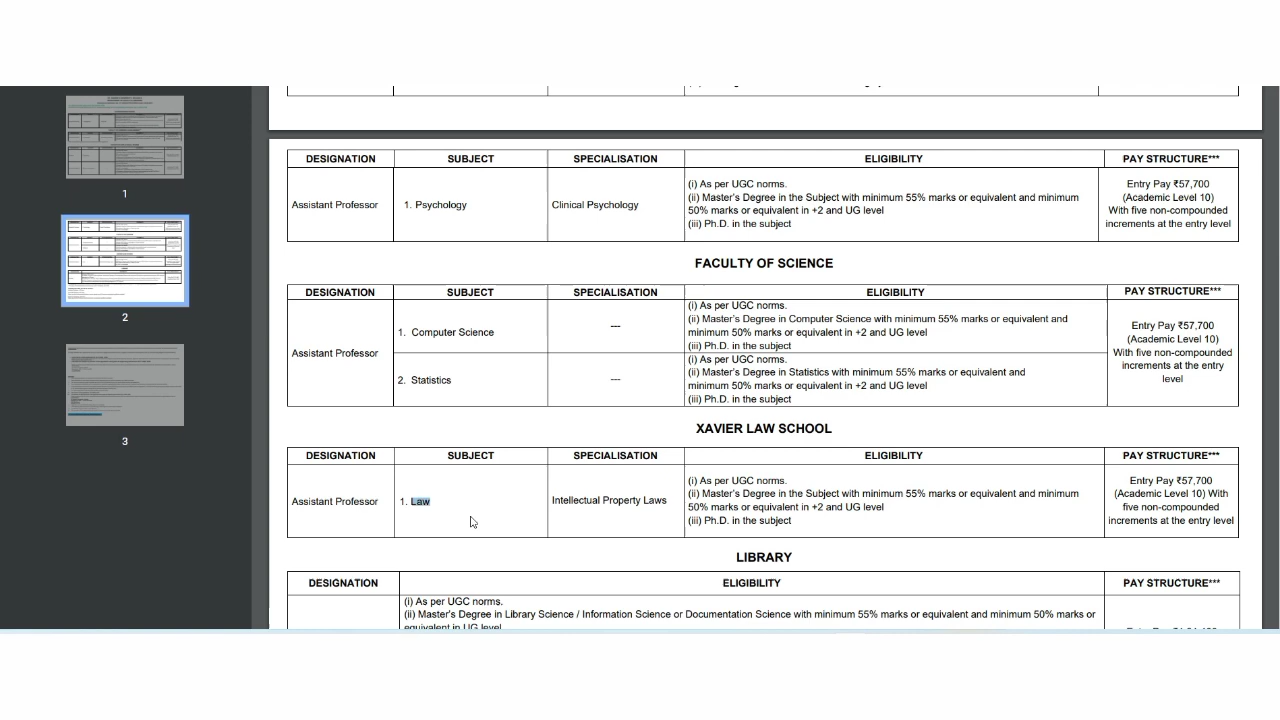 DESIGNATION SUBJECT SPECIALISATION ELIGIBILITY PAY STRUCTURE***
Assistant Professor 1. Psychology Clinical Psychology
(i) As per UGC norms.
(ii) Master's Degree in the Subject with minimum 55% marks or equivalent and minimum
50% marks or equivalent in +2 and UG level
(iii) Ph.D. in the subject
Entry Pay ₹57,700
(Academic Level 10)
With five non-compounded
increments at the entry level
FACULTY OF SCIENCE
DESIGNATION SUBJECT SPECIALISATION ELIGIBILITY PAY STRUCTURE***
Assistant Professor
1. Computer Science ---
(i) As per UGC norms.
(ii) Master's Degree in Computer Science with minimum 55% marks or equivalent and
minimum 50% marks or equivalent in +2 and UG level
(iii) Ph.D. in the subject
2. Statistics ---
(i) As per UGC norms.
(ii) Master's Degree in Statistics with minimum 55% marks or equivalent and
minimum 50% marks or equivalent in +2 and UG level
(iii) Ph.D. in the subject
Entry Pay ₹57,700
(Academic Level 10)
With five non-compounded
increments at the entry
level
XAVIER LAW SCHOOL
DESIGNATION SUBJECT SPECIALISATION ELIGIBILITY PAY STRUCTURE***
Assistant Professor 1. Law Intellectual Property Laws
(i) As per UGC norms.
(ii) Master's Degree in the Subject with minimum 55% marks or equivalent and minimum
50% marks or equivalent in +2 and UG level
(iii) Ph.D. in the subject
Entry Pay ₹57,700
(Academic Level 10) With
five non-compounded
increments at the entry level
LIBRARY
DESIGNATION ELIGIBILITY PAY STRUCTURE***
(i) As per UGC norms.
(ii) Master's Degree in Library Science / Information Science or Documentation Science with minimum 55% marks or equivalent and minimum 50% marks or
equivalent in UG level
1
2
3